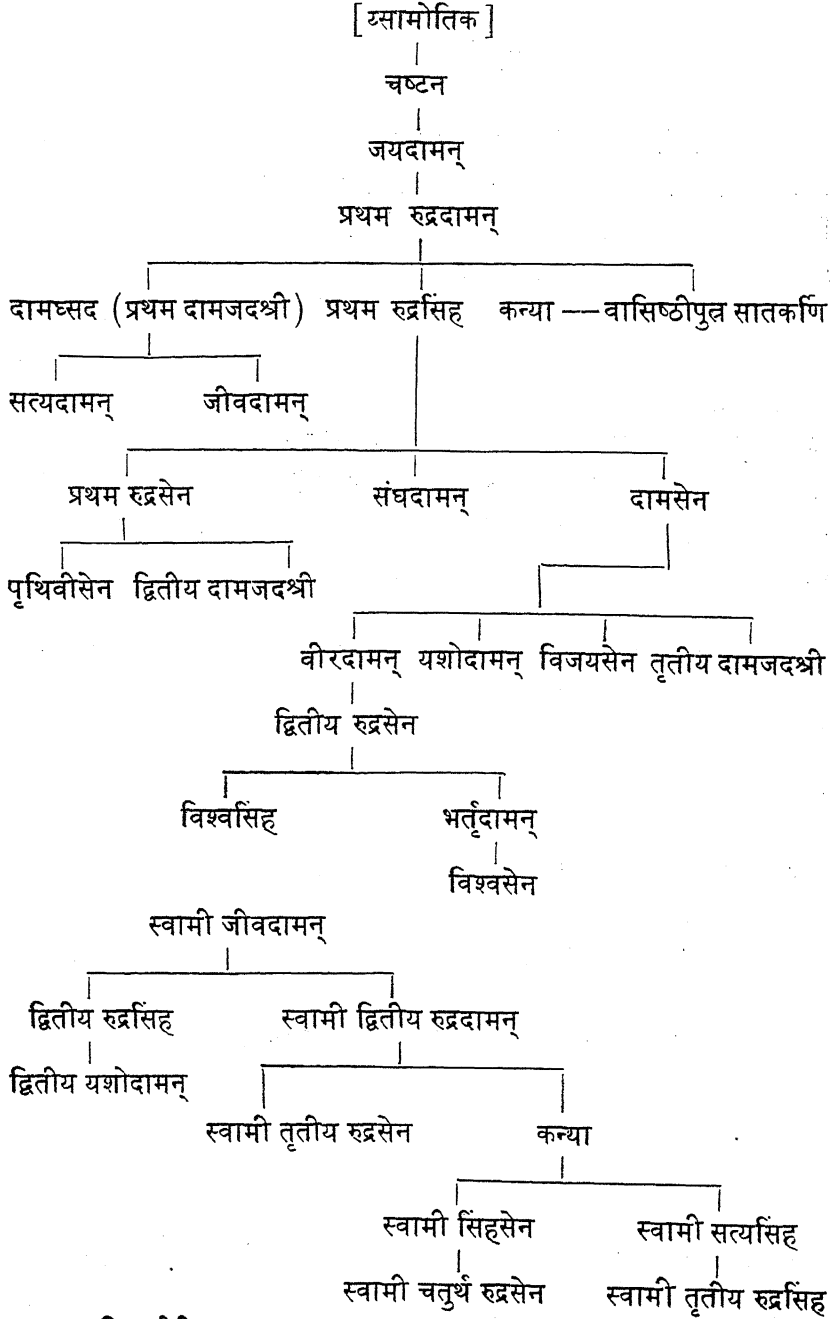 [य्सामोतिक]
चष्टन
जयदामन्
प्रथम रुद्रदामन्
दामघ्सद (प्रथम दामजदश्री) प्रथम रुद्रसिंह कन्या —— वासिष्ठीपुत्र सातकर्णि
सत्यदामन् जीवदामन्
प्रथम रुद्रसेन संघदामन् दामसेन
पृथिवीसेन द्वितीय दामजदश्री
वीरदामन् यशोदामन् विजयसेन तृतीय दामजदश्री
द्वितीय रुद्रसेन
विश्वसिंह भर्तृदामन्
विश्वसेन
स्वामी जीवदामन्
द्वितीय रुद्रसिंह स्वामी द्वितीय रुद्रदामन्
द्वितीय यशोदामन्
स्वामी तृतीय रुद्रसेन कन्या
स्वामी सिंहसेन स्वामी सत्यसिंह
स्वामी चतुर्थ रुद्रसेन स्वामी तृतीय रुद्रसिंह